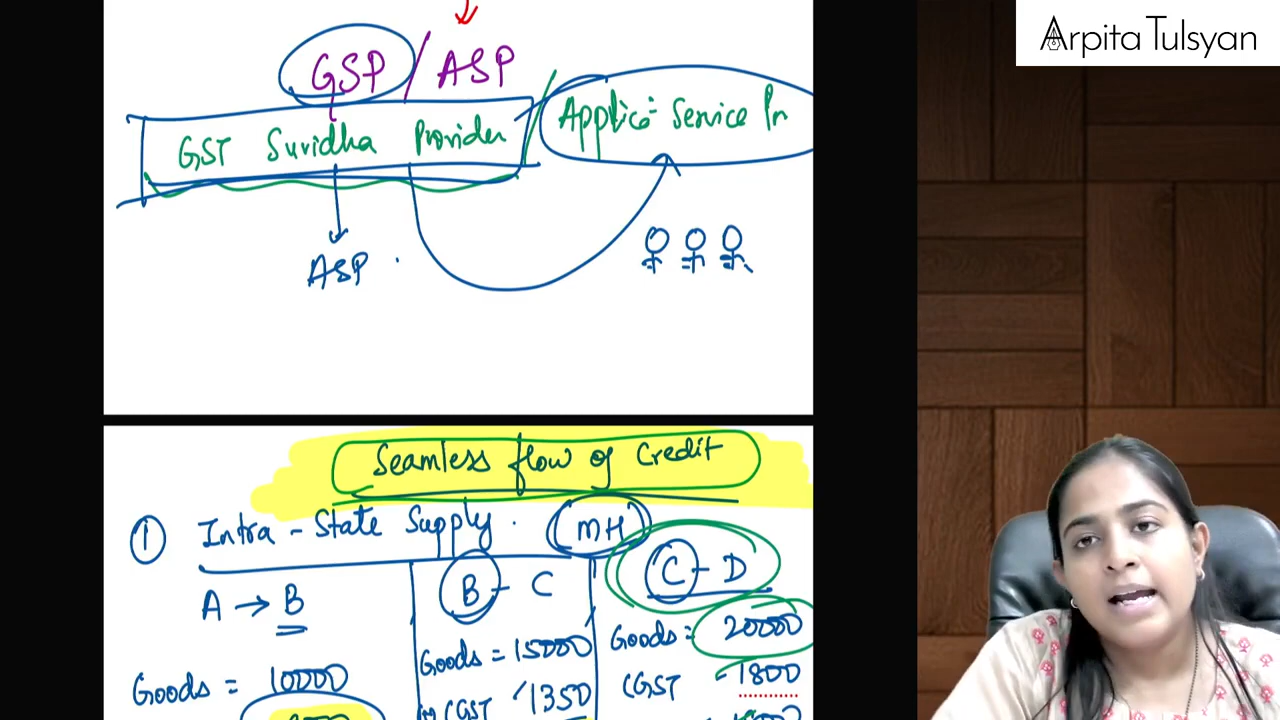 Arpita Tulsyan
GSP / ASP
GST Suvidha Provider / Applicⁿ Service Pr
ASP
Seamless flow of Credit
① Intra - State Supply. MH
A → B
B - C
C - D
Goods = 10000
Goods = 15000
CGST 1350
Goods = 20000
CGST 1800